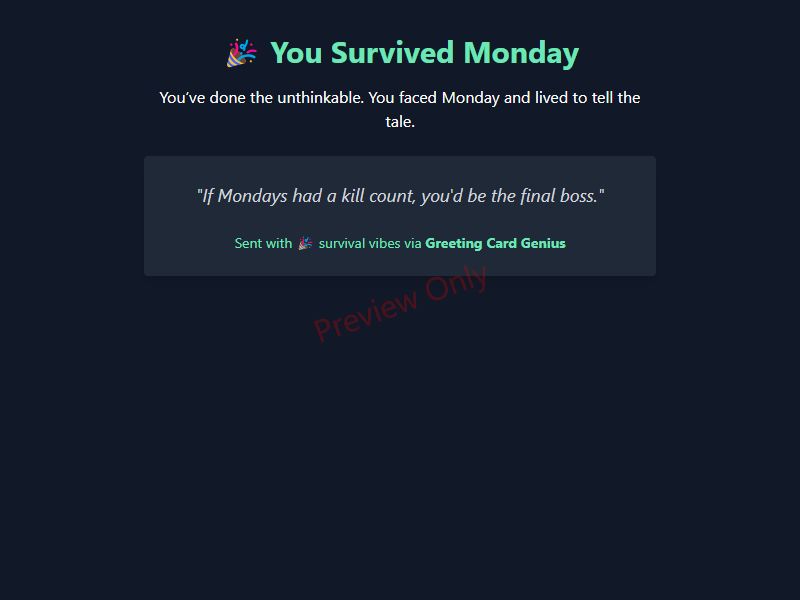 🎉 You Survived Monday
You’ve done the unthinkable. You faced Monday and lived to tell the
tale.
"If Mondays had a kill count, you'd be the final boss."
Sent with 🎉 survival vibes via Greeting Card Genius
Preview Only